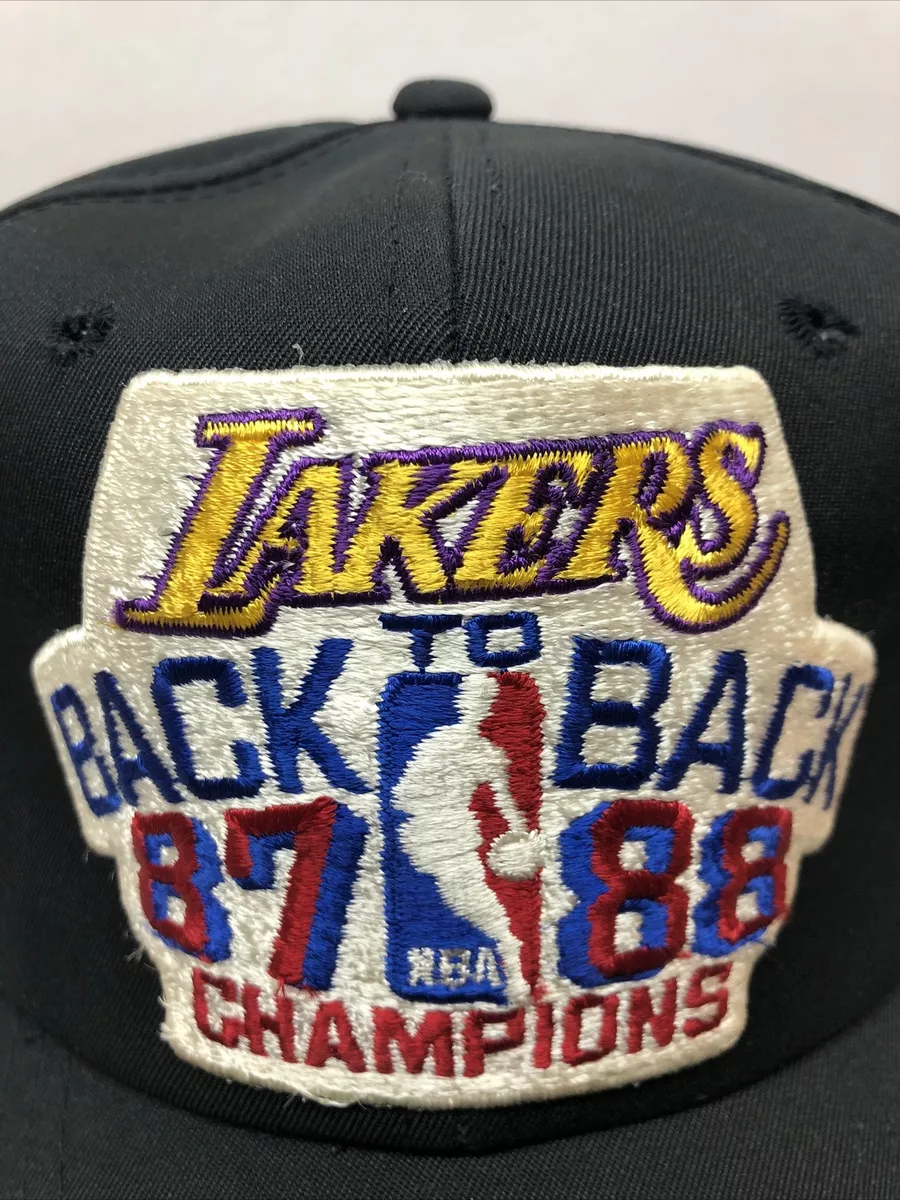 LAKERS
BACK TO BACK
87 88
NBA
CHAMPIONS